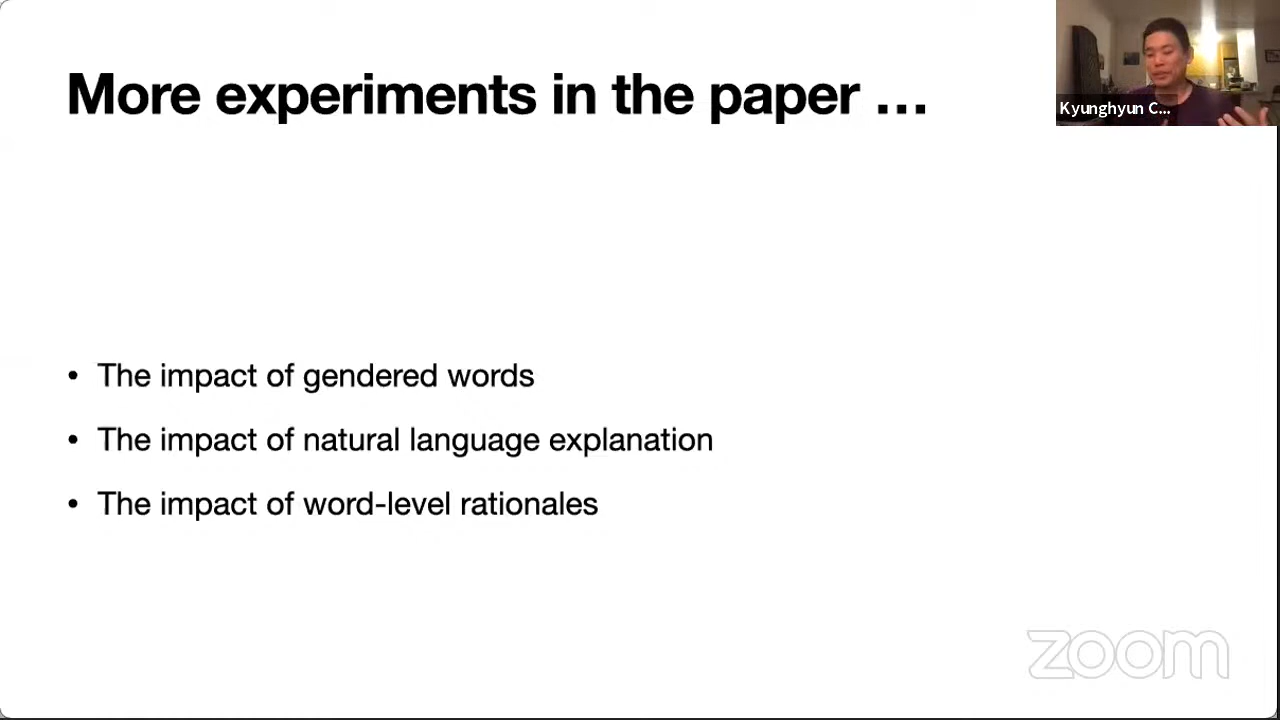 More experiments in the paper …
Kyunghyun C...
• The impact of gendered words
• The impact of natural language explanation
• The impact of word-level rationales
zoom